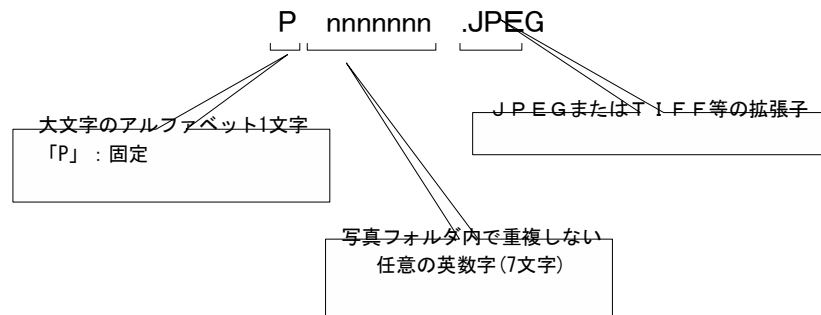 P nnnnnnn .JPEG
大文字のアルファベット1文字
「P」：固定
ＪＰＥＧまたはＴＩＦＦ等の拡張子
写真フォルダ内で重複しない
任意の英数字(7文字)